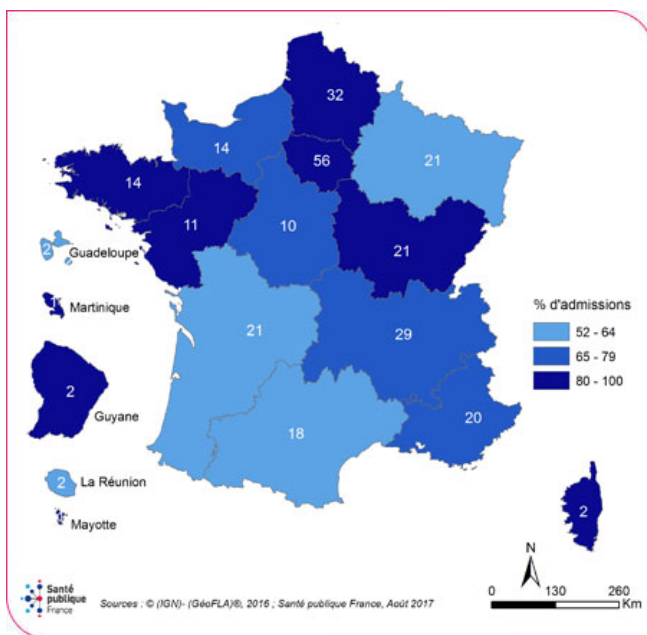 32
14
56
21
14
11
10
21
2
Guadeloupe
Martinique
21
29
% d'admissions
52 - 64
65 - 79
80 - 100
2
Guyane
18
20
2
La Réunion
Mayotte
2
N
0 130 260
Km
Santé
publique
France
Sources : © (IGN)- (GéoFLA)®, 2016 ; Santé publique France, Août 2017